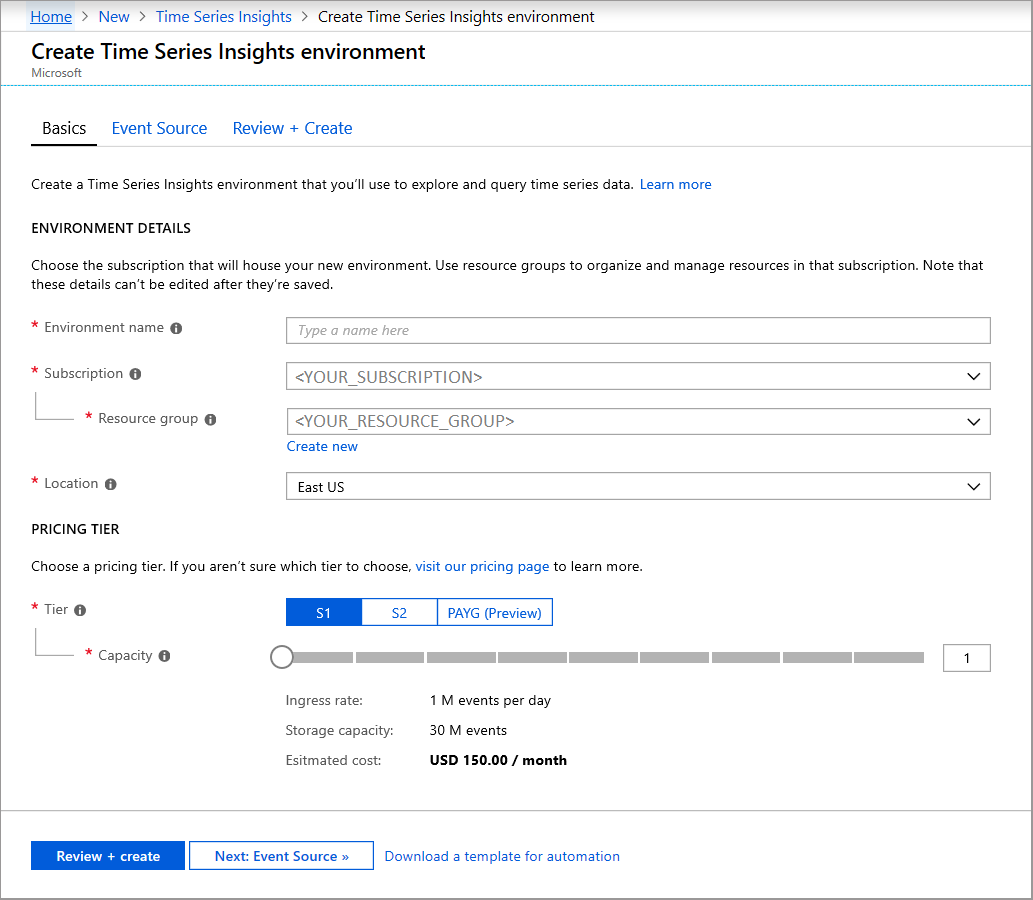 Home > New > Time Series Insights > Create Time Series Insights environment
Create Time Series Insights environment
Microsoft
Basics Event Source Review + Create
Create a Time Series Insights environment that you’ll use to explore and query time series data. Learn more
ENVIRONMENT DETAILS
Choose the subscription that will house your new environment. Use resource groups to organize and manage resources in that subscription. Note that
these details can’t be edited after they’re saved.
* Environment name Type a name here
* Subscription <YOUR_SUBSCRIPTION>
* Resource group <YOUR_RESOURCE_GROUP>
Create new
* Location East US
PRICING TIER
Choose a pricing tier. If you aren’t sure which tier to choose, visit our pricing page to learn more.
* Tier S1 S2 PAYG (Preview)
* Capacity 1
Ingress rate: 1 M events per day
Storage capacity: 30 M events
Esitmated cost: USD 150.00 / month
Review + create Next: Event Source » Download a template for automation